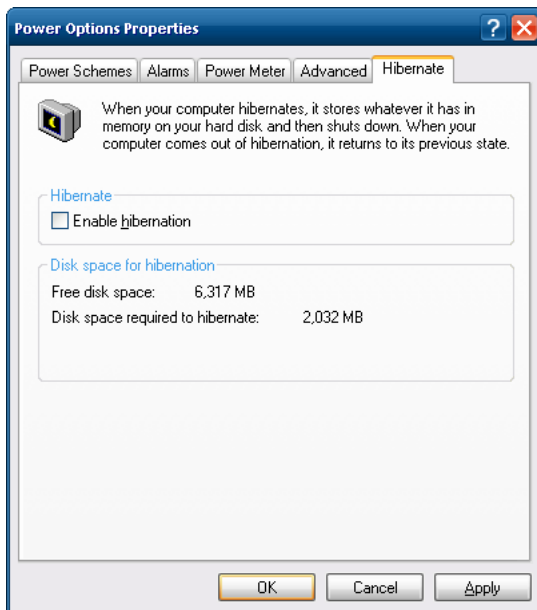 Power Options Properties
Power Schemes Alarms Power Meter Advanced Hibernate
When your computer hibernates, it stores whatever it has in
memory on your hard disk and then shuts down. When your
computer comes out of hibernation, it returns to its previous state.
Hibernate
Enable hibernation
Disk space for hibernation
Free disk space: 6,317 MB
Disk space required to hibernate: 2,032 MB
OK Cancel Apply